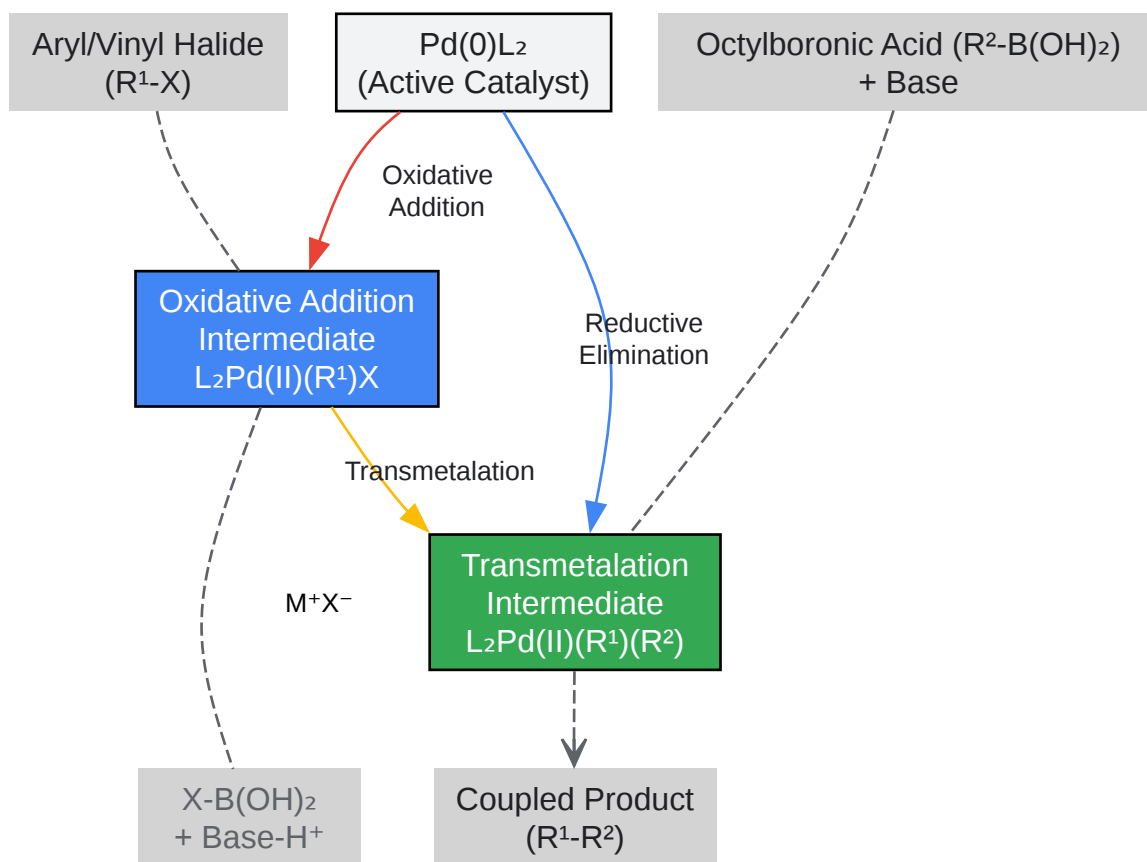 Aryl/Vinyl Halide
(R¹-X)
Pd(0)L₂
(Active Catalyst)
Octylboronic Acid (R²-B(OH)₂)
+ Base
Oxidative
Addition
Oxidative Addition
Intermediate
L₂Pd(II)(R¹)X
Reductive
Elimination
Transmetalation
Transmetalation
Intermediate
L₂Pd(II)(R¹)(R²)
M⁺X⁻
X-B(OH)₂
+ Base-H⁺
Coupled Product
(R¹-R²)